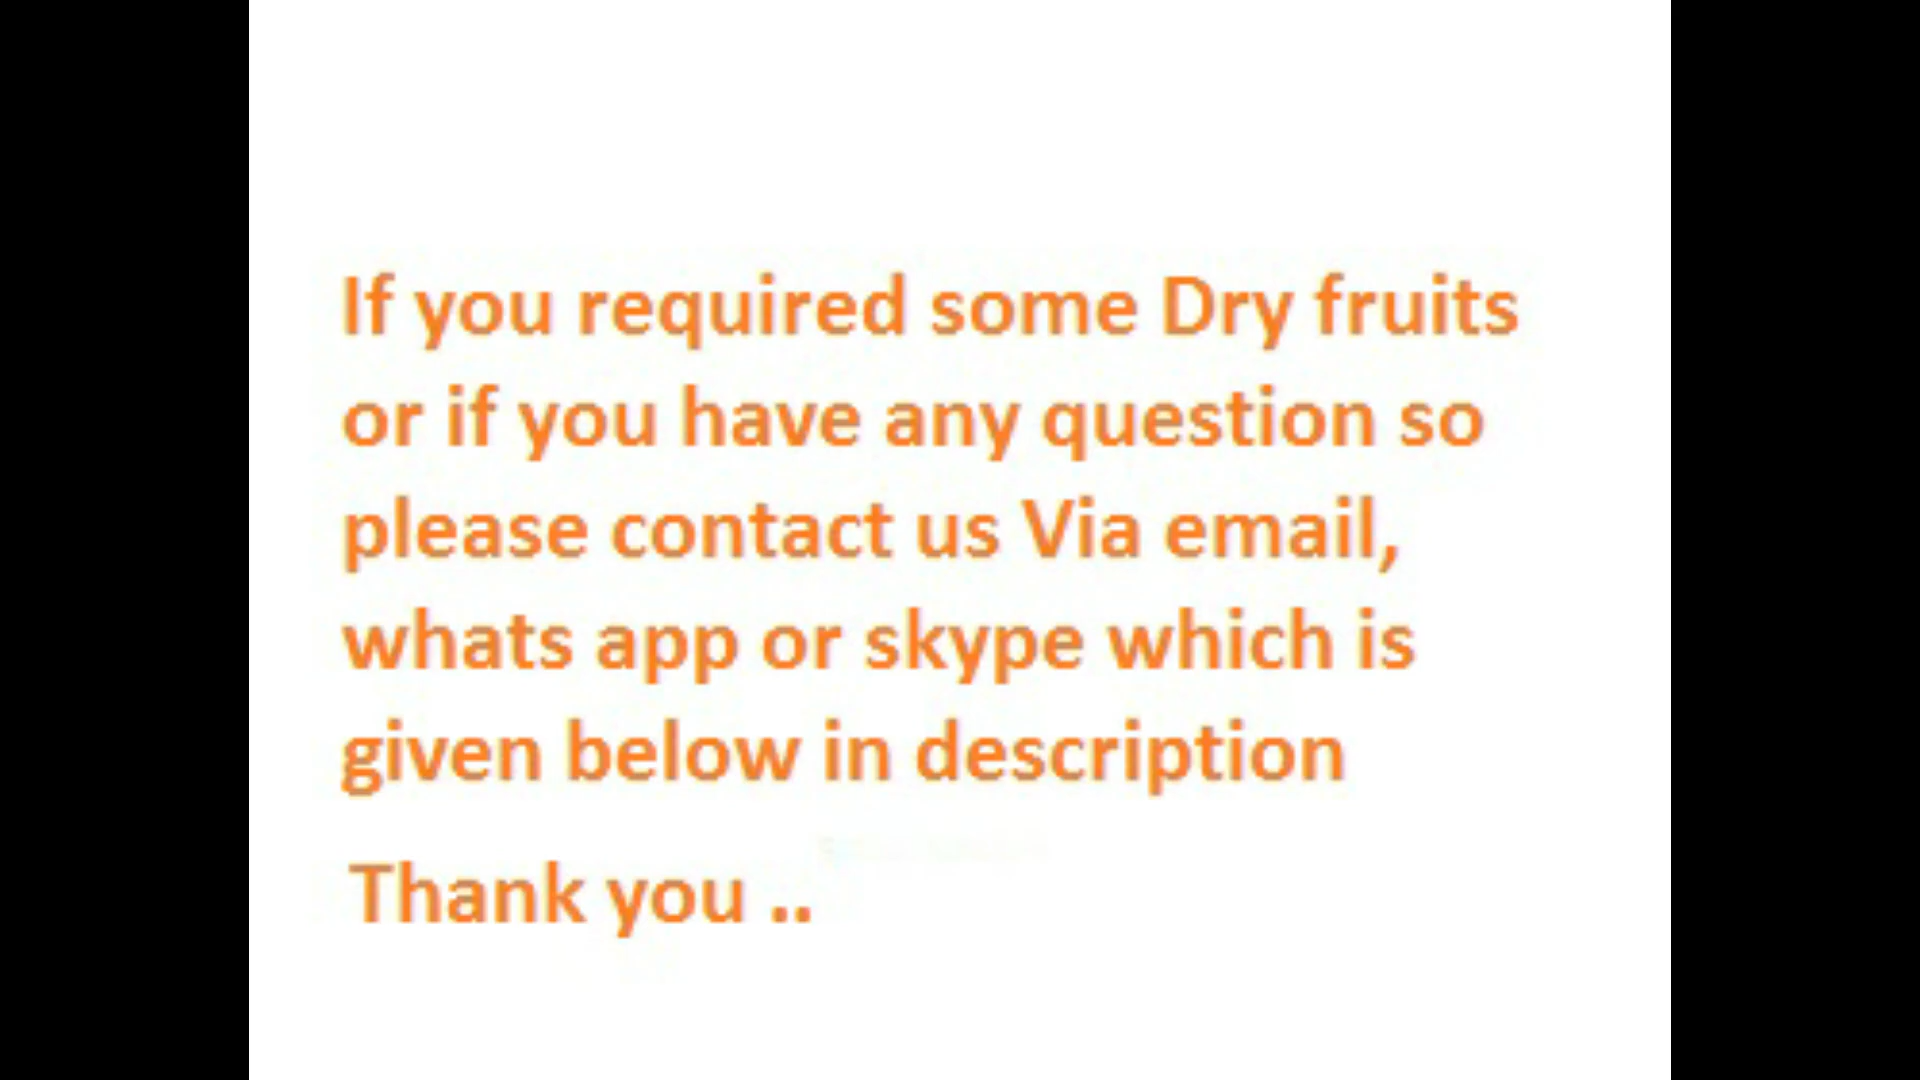 If you required some Dry fruits
or if you have any question so
please contact us Via email,
whats app or skype which is
given below in description
Thank you ..